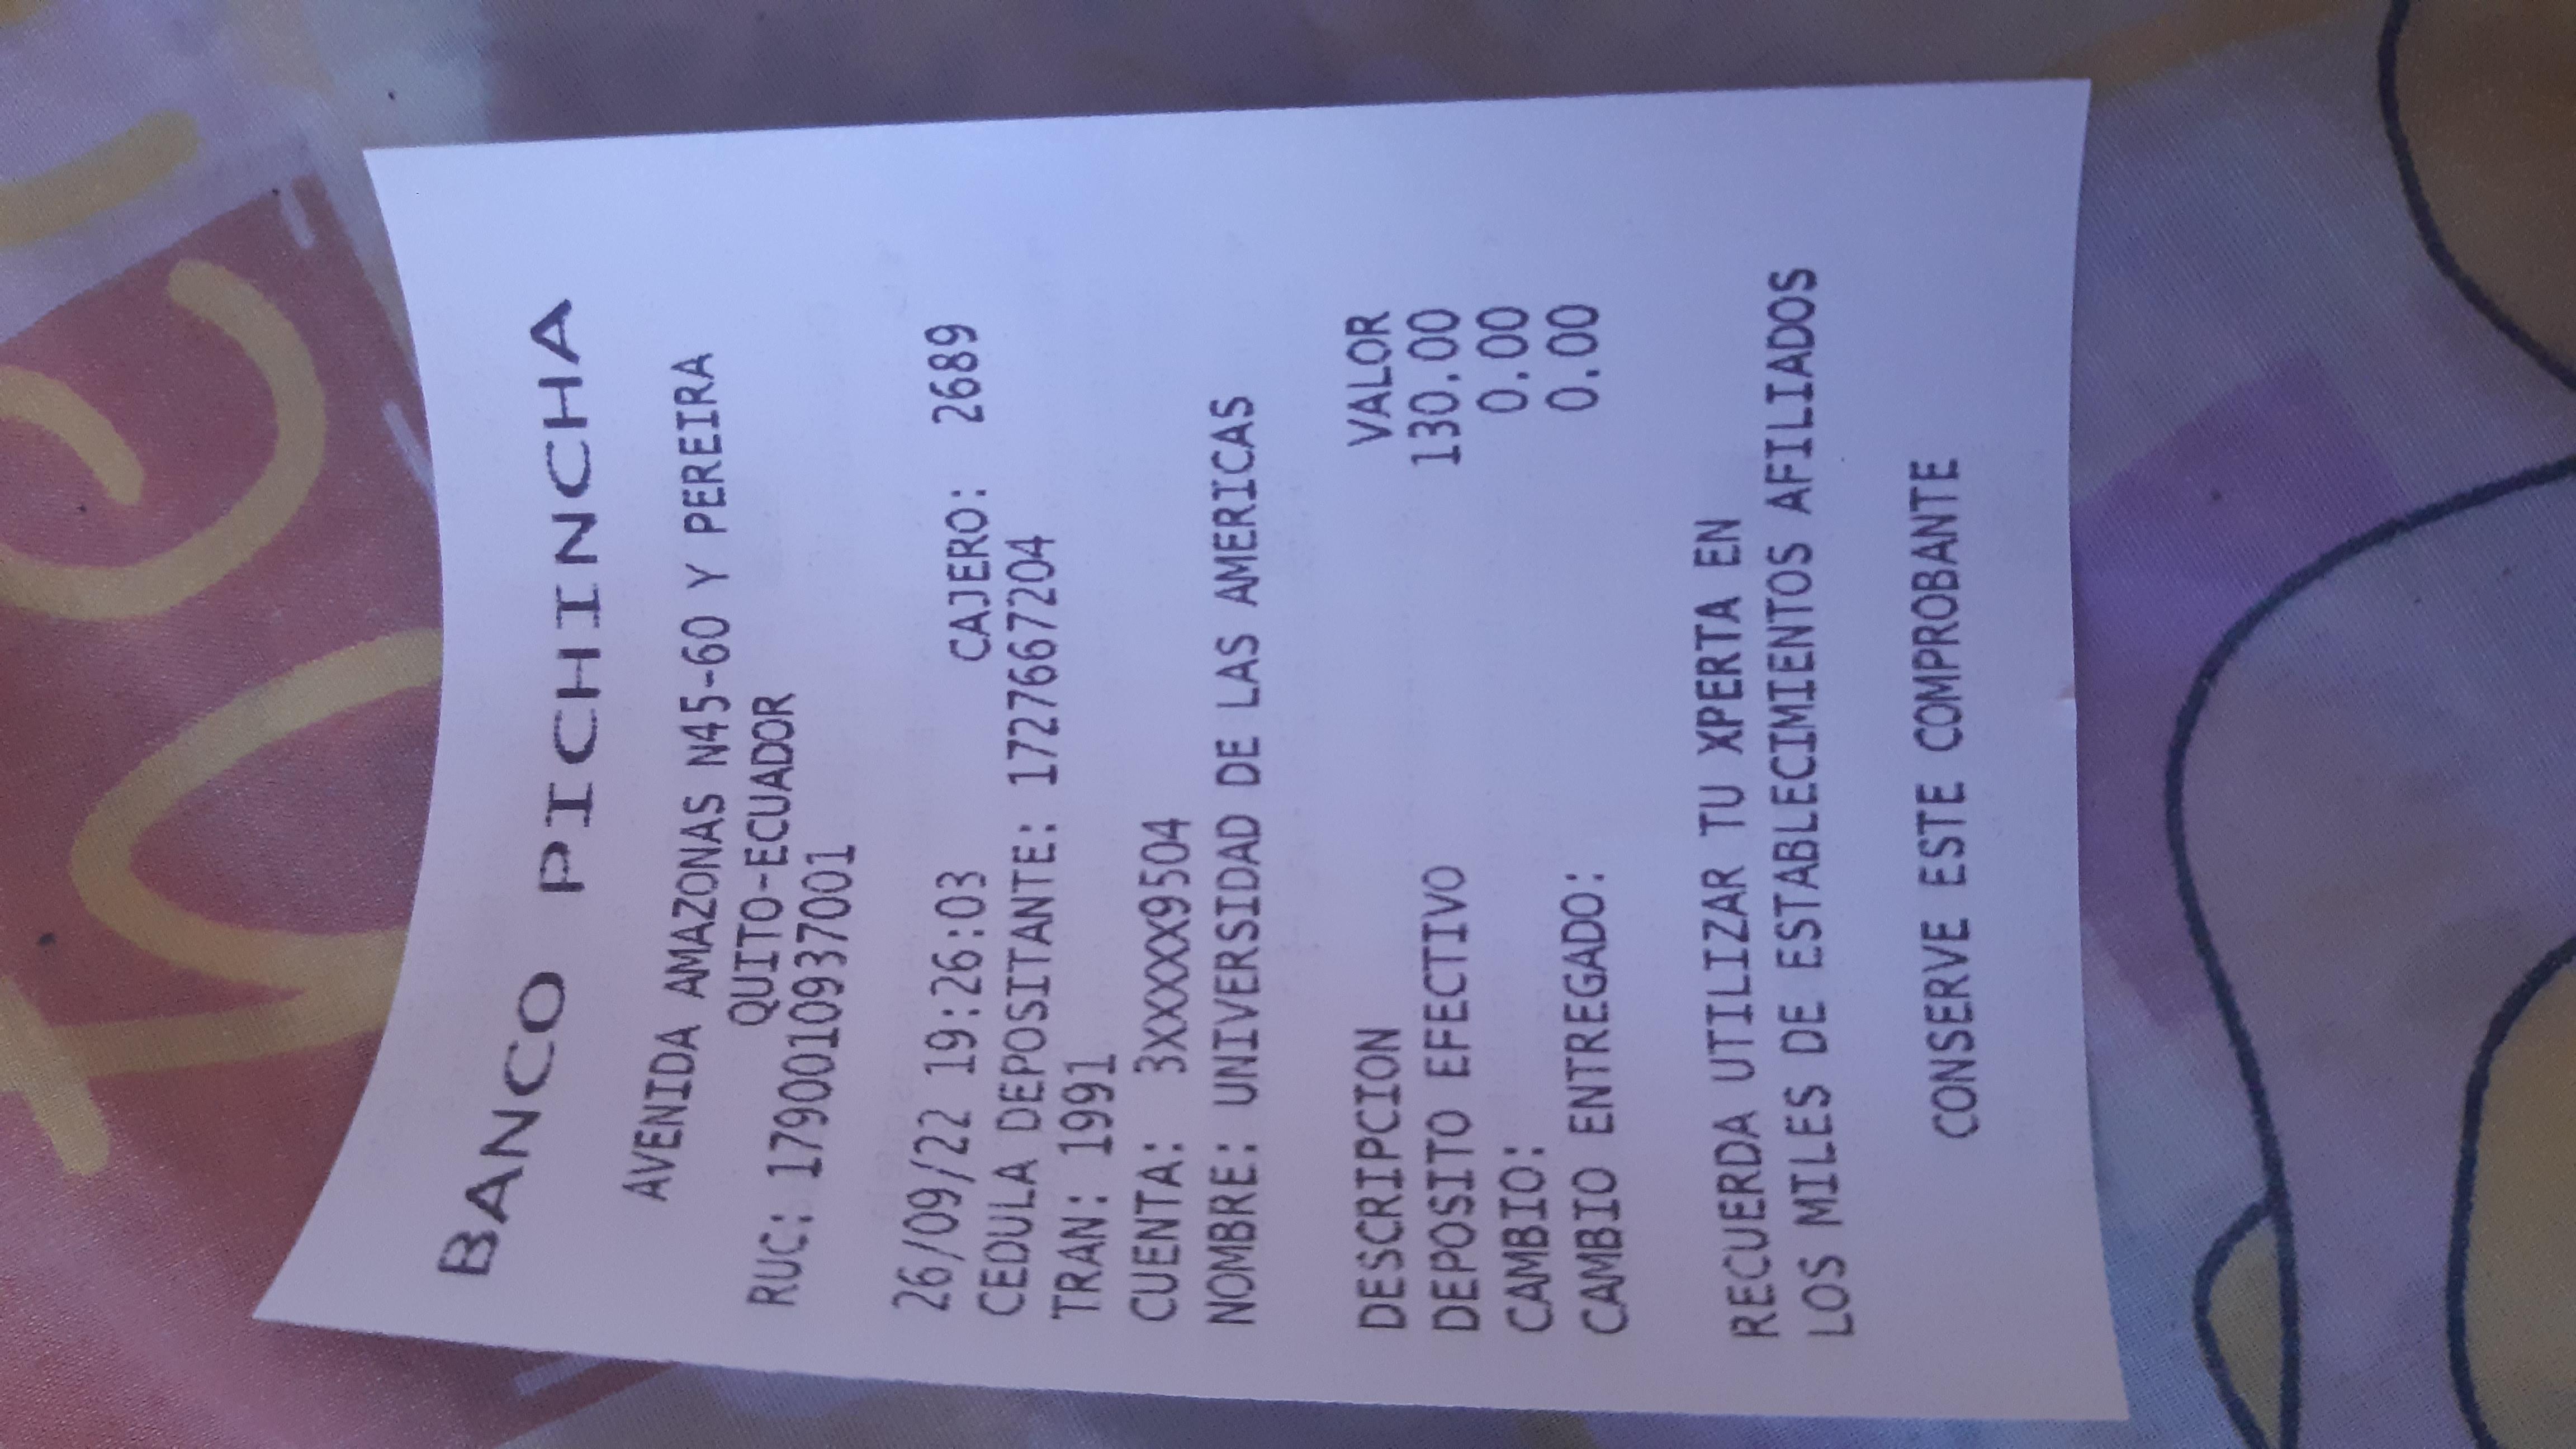 BANCO PICHINCHA
AVENIDA AMAZONAS N45-60 Y PEREIRA
QUITO-ECUADOR
RUC: 1790010937001
26/09/22 19:26:03 CAJERO: 2689
CEDULA DEPOSITANTE: 1727667204
TRAN: 1991
CUENTA: 3XXXXX9504
NOMBRE: UNIVERSIDAD DE LAS AMERICAS
DESCRIPCION VALOR
DEPOSITO EFECTIVO 130.00
CAMBIO: 0.00
CAMBIO ENTREGADO: 0.00
RECUERDA UTILIZAR TU XPERTA EN
LOS MILES DE ESTABLECIMIENTOS AFILIADOS
CONSERVE ESTE COMPROBANTE